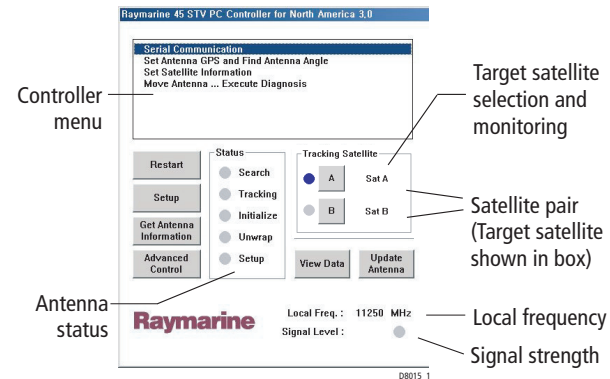 Raymarine 45 STV PC Controller for North America 3.0
Serial Communication
Set Antenna GPS and Find Antenna Angle
Set Satellite Information
Move Antenna ... Execute Diagnosis
Controller
menu
Target satellite
selection and
monitoring
Restart
Setup
Get Antenna
Information
Advanced
Control
Status
Search
Tracking
Initialize
Unwrap
Setup
Tracking Satellite
A
Sat A
B
Sat B
View Data
Update
Antenna
Satellite pair
(Target satellite
shown in box)
Antenna
status
Raymarine
Local Freq. : 11250 MHz
Signal Level :
Local frequency
Signal strength
D8015_1